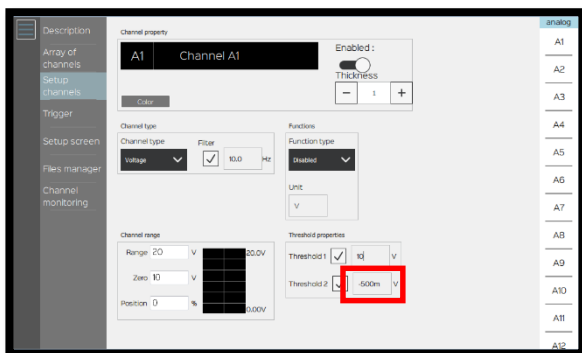 Description
Array of
channels
Setup
channels
Trigger
Setup screen
Files manager
Channel
monitoring
Channel property
A1 Channel A1
Enabled :
Thickness
− 1 +
Color
Channel type
Channel type Filter
Voltage 10.0 Hz
Functions
Function type
Disabled
Unit
V
Channel range
Range 20 V
Zero 10 V
Position 0 %
20.0V
0.00V
Threshold properties
Threshold 1 10 V
Threshold 2 -500m V
analog
A1
A2
A3
A4
A5
A6
A7
A8
A9
A10
A11
A12